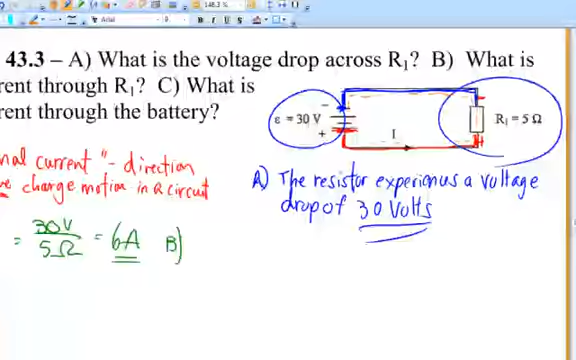 43.3 – A) What is the voltage drop across R₁? B) What is
rent through R₁? C) What is
rent through the battery?
ε = 30 V
–
+
I
R₁ = 5 Ω
nal current" – direction
ve charge motion in a circuit
= 30V/5Ω = 6A B)
A) The resistor experiences a voltage
drop of 30 Volts